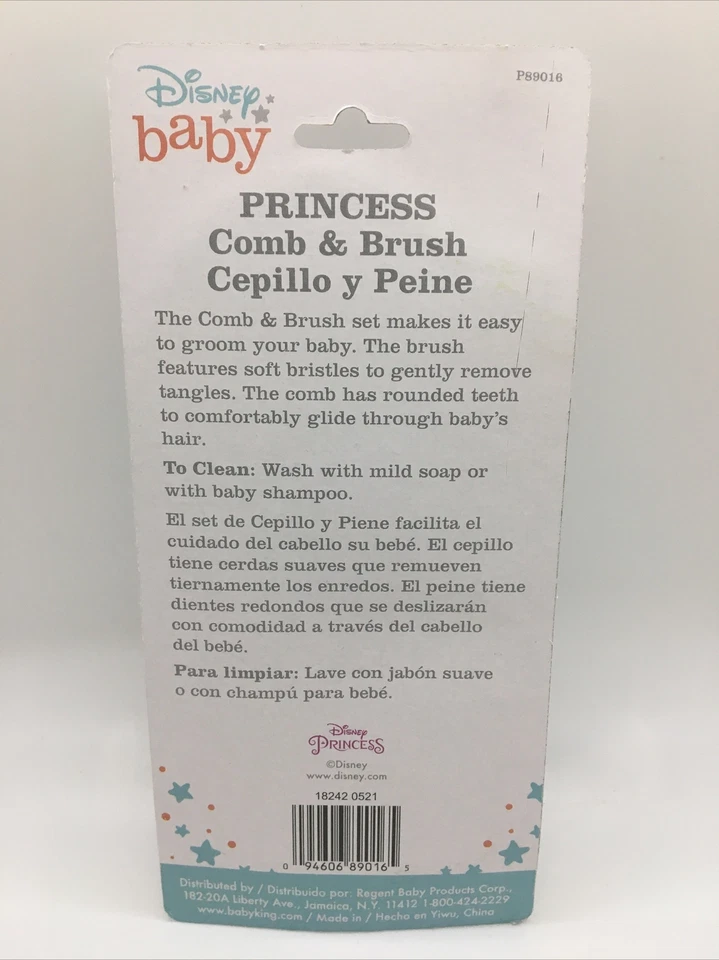 Disney
baby
P89016
PRINCESS
Comb & Brush
Cepillo y Peine
The Comb & Brush set makes it easy
to groom your baby. The brush
features soft bristles to gently remove
tangles. The comb has rounded teeth
to comfortably glide through baby's
hair.
To Clean: Wash with mild soap or
with baby shampoo.
El set de Cepillo y Piene facilita el
cuidado del cabello su bebé. El cepillo
tiene cerdas suaves que remueven
tiernamente los enredos. El peine tiene
dientes redondos que se deslizarán
con comodidad a través del cabello
del bebé.
Para limpiar: Lave con jabón suave
o con champú para bebé.
Disney
PRINCESS
©Disney
www.disney.com
18242 0521
0 94606 89016 5
Distributed by / Distribuido por: Regent Baby Products Corp.,
182-20A Liberty Ave., Jamaica, N.Y. 11412 1-800-424-2229
www.babyking.com / Made in / Hecho en Yiwu, China